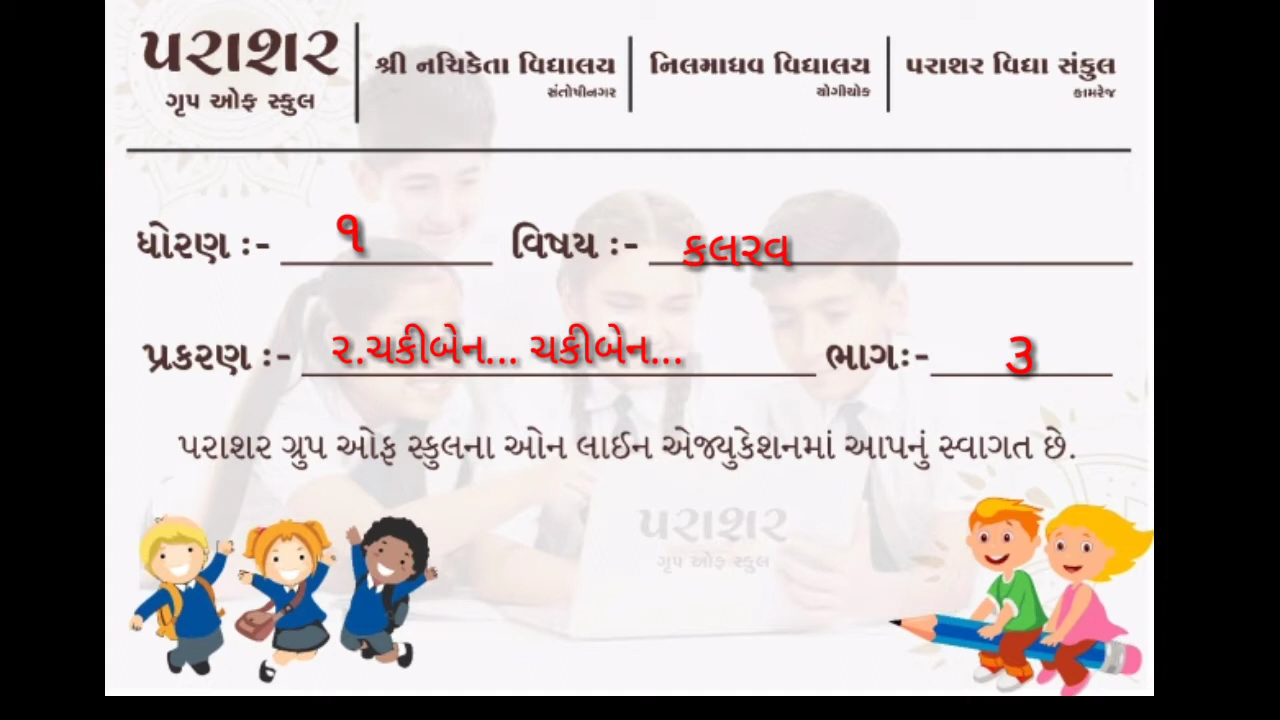 પરાશર
ગૃપ ઓફ સ્કુલ
શ્રી નચિકેતા વિદ્યાલય
સંતોષીનગર
નિલમાધવ વિદ્યાલય
યોગીચોક
પરાશર વિદ્યા સંકુલ
કામરેજ
ધોરણ :- ૧ વિષય :- કલરવ
પ્રકરણ :- ૨.ચકીબેન... ચકીબેન... ભાગઃ- ૩
પરાશર ગ્રુપ ઓફ સ્કુલના ઓન લાઈન એજ્યુકેશનમાં આપનું સ્વાગત છે.
પરાશર
ગૃપ ઓફ સ્કુલ